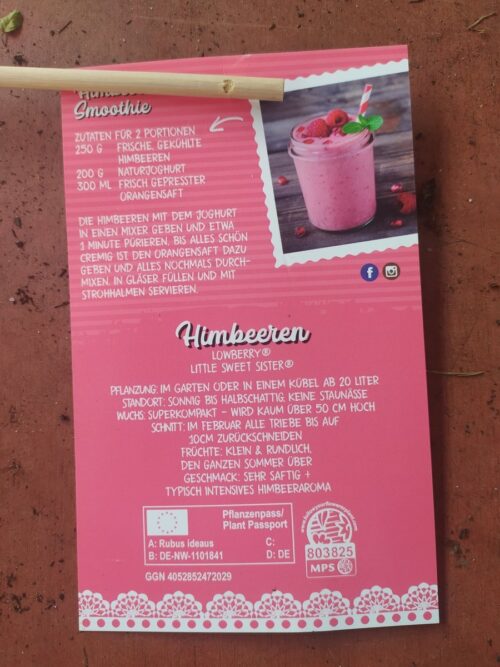 Smoothie
ZUTATEN FÜR 2 PORTIONEN
250 G FRISCHE, GEKÜHLTE
HIMBEEREN
200 G NATURJOGHURT
300 ML FRISCH GEPRESSTER
ORANGENSAFT
DIE HIMBEEREN MIT DEM JOGHURT
IN EINEN MIXER GEBEN UND ETWA
1 MINUTE PÜRIEREN. BIS ALLES SCHÖN
CREMIG IST DEN ORANGENSAFT DAZU
GEBEN UND ALLES NOCHMALS DURCH-
MIXEN. IN GLÄSER FÜLLEN UND MIT
STROHHALMEN SERVIEREN.
Himbeeren
LOWBERRY®
LITTLE SWEET SISTER®
PFLANZUNG: IM GARTEN ODER IN EINEM KÜBEL AB 20 LITER
STANDORT: SONNIG BIS HALBSCHATTIG. KEINE STAUNÄSSE
WUCHS: SUPERKOMPAKT – WIRD KAUM ÜBER 50 CM HOCH
SCHNITT: IM FEBRUAR ALLE TRIEBE BIS AUF
10CM ZURÜCKSCHNEIDEN
FRÜCHTE: KLEIN & RUNDLICH,
DEN GANZEN SOMMER ÜBER
GESCHMACK: SEHR SAFTIG +
TYPISCH INTENSIVES HIMBEERAROMA
Pflanzenpass/
Plant Passport
A: Rubus ideaus C:
B: DE-NW-1101841 D: DE
GGN 4052852472029
803825
MPS